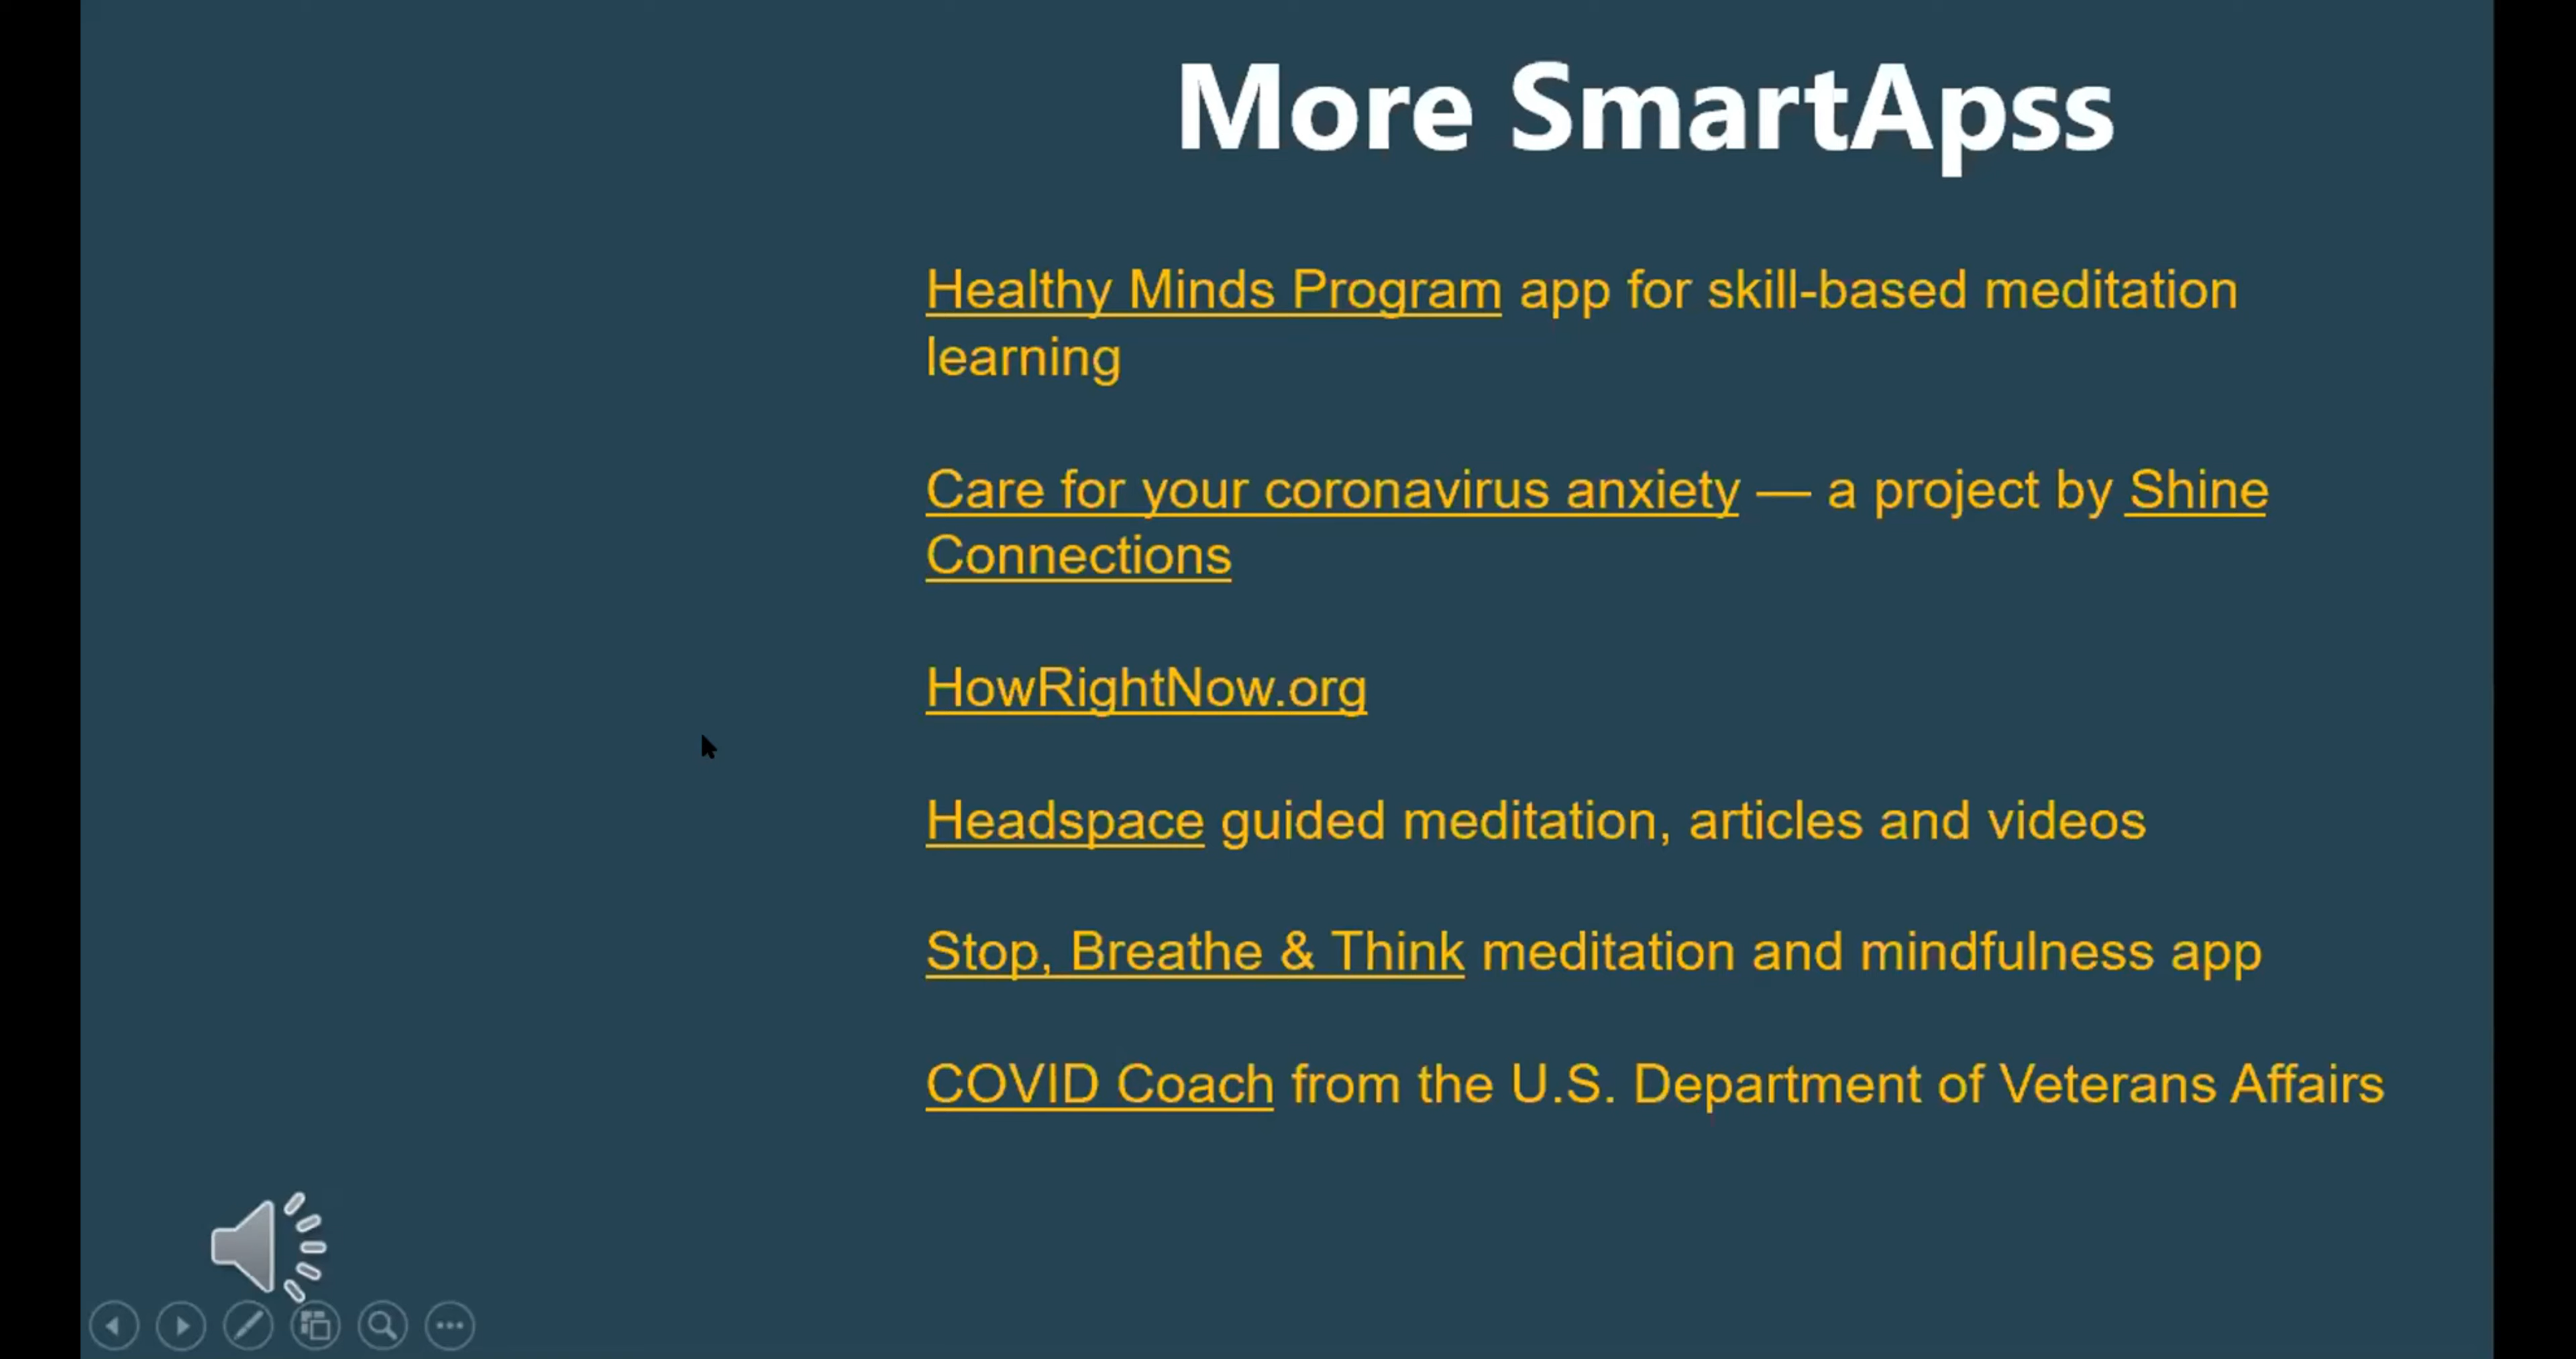 More SmartApss
Healthy Minds Program app for skill-based meditation
learning
Care for your coronavirus anxiety — a project by Shine
Connections
HowRightNow.org
Headspace guided meditation, articles and videos
Stop, Breathe & Think meditation and mindfulness app
COVID Coach from the U.S. Department of Veterans Affairs